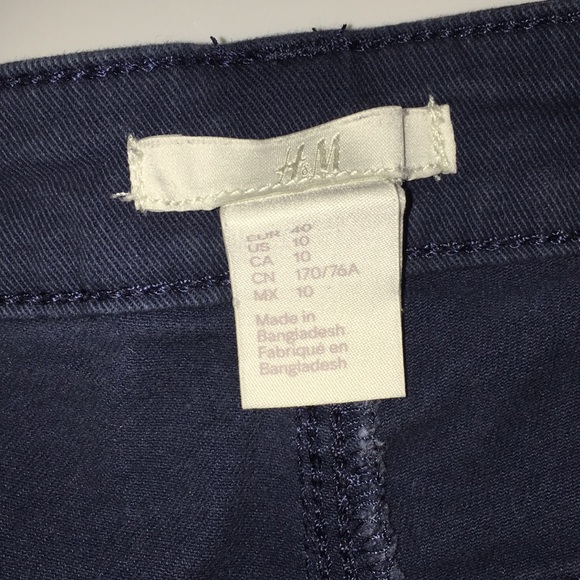 H&M
EUR 40
US 10
CA 10
CN 170/76A
MX 10
Made in
Bangladesh
Fabriqué en
Bangladesh